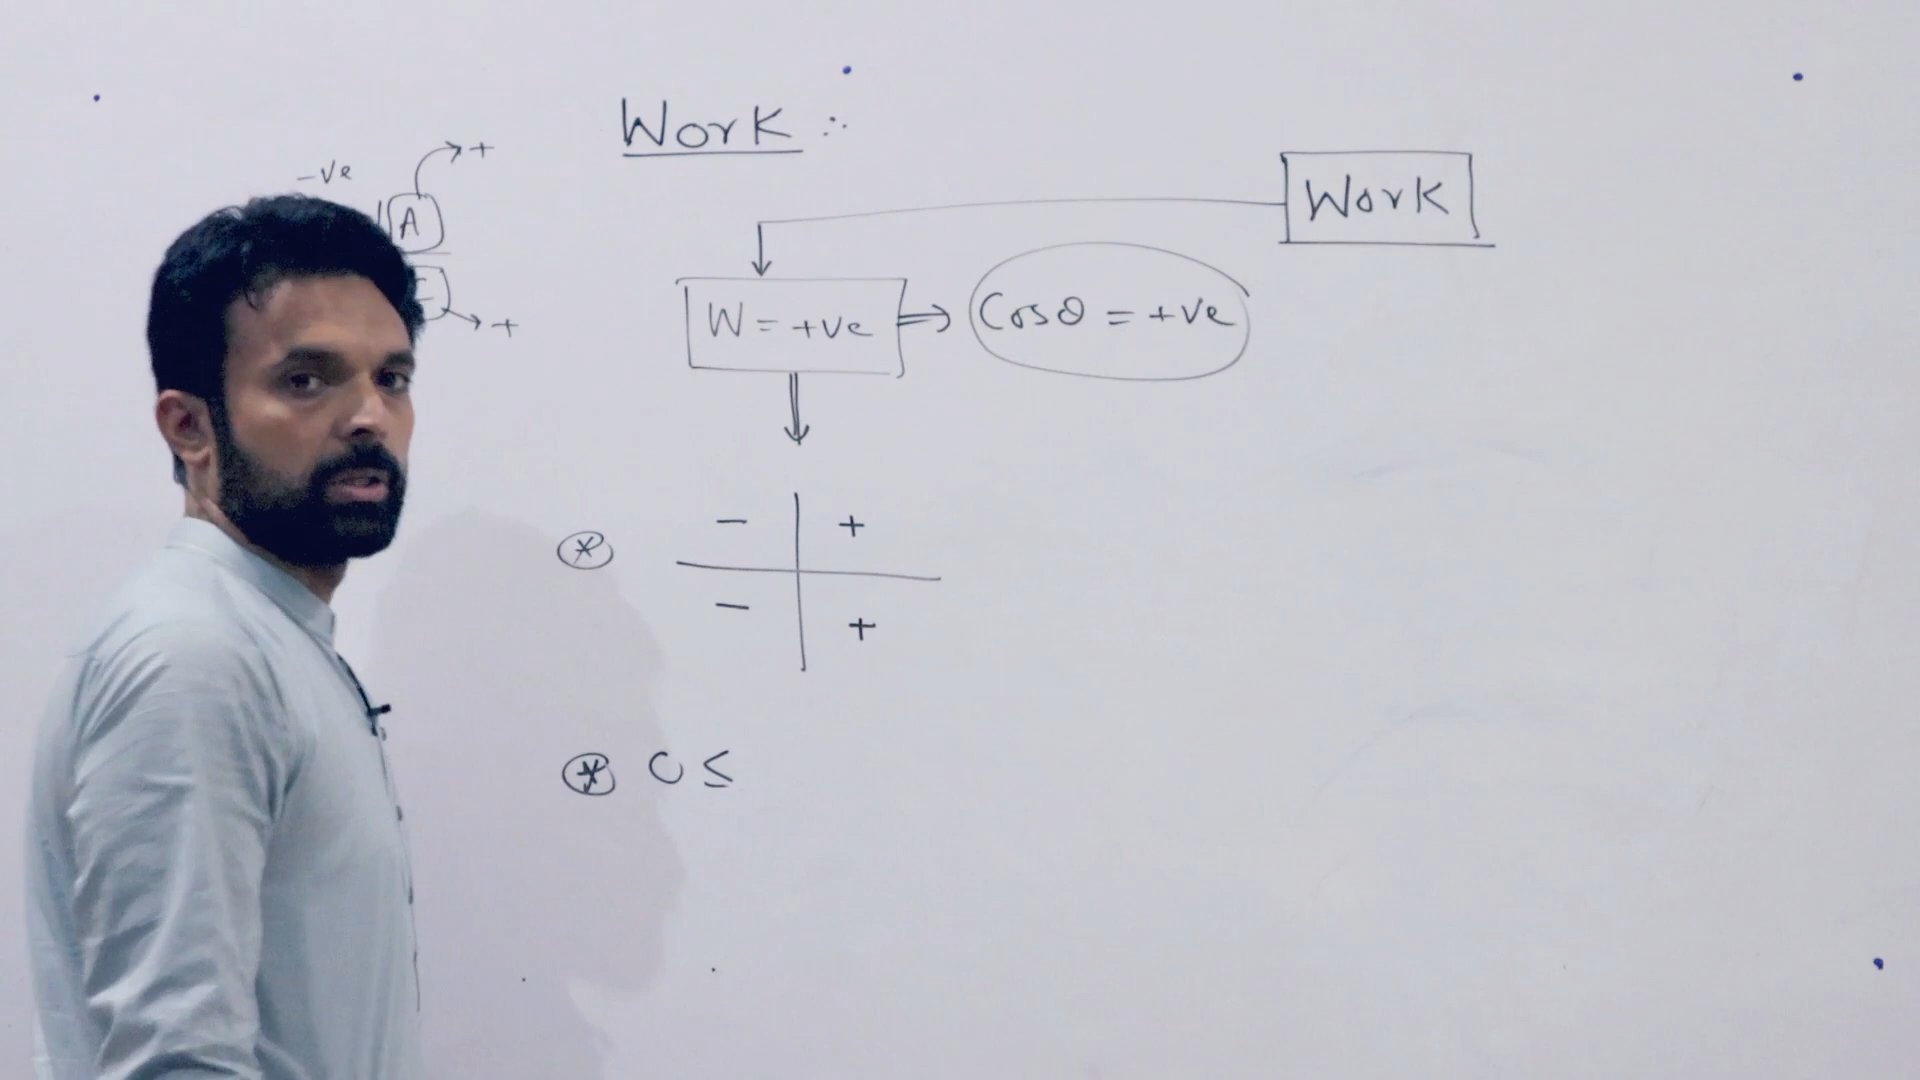 Work :
Work
-ve
+
A
+
W = +ve ⇒ Cosθ = +ve
- +
- +
* 0 ≤